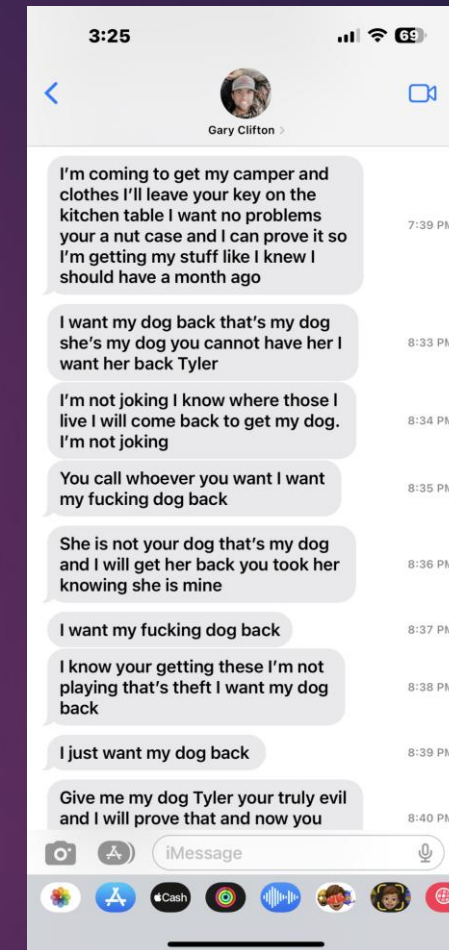 3:25
69
Gary Clifton >
I'm coming to get my camper and
clothes I'll leave your key on the
kitchen table I want no problems
your a nut case and I can prove it so
I'm getting my stuff like I knew I
should have a month ago
7:39 PM
I want my dog back that's my dog
she's my dog you cannot have her I
want her back Tyler
8:33 PM
I'm not joking I know where those I
live I will come back to get my dog.
I'm not joking
8:34 PM
You call whoever you want I want
my fucking dog back
8:35 PM
She is not your dog that's my dog
and I will get her back you took her
knowing she is mine
8:36 PM
I want my fucking dog back
8:37 PM
I know your getting these I'm not
playing that's theft I want my dog
back
8:38 PM
I just want my dog back
8:39 PM
Give me my dog Tyler your truly evil
and I will prove that and now you
8:40 PM
iMessage
Cash